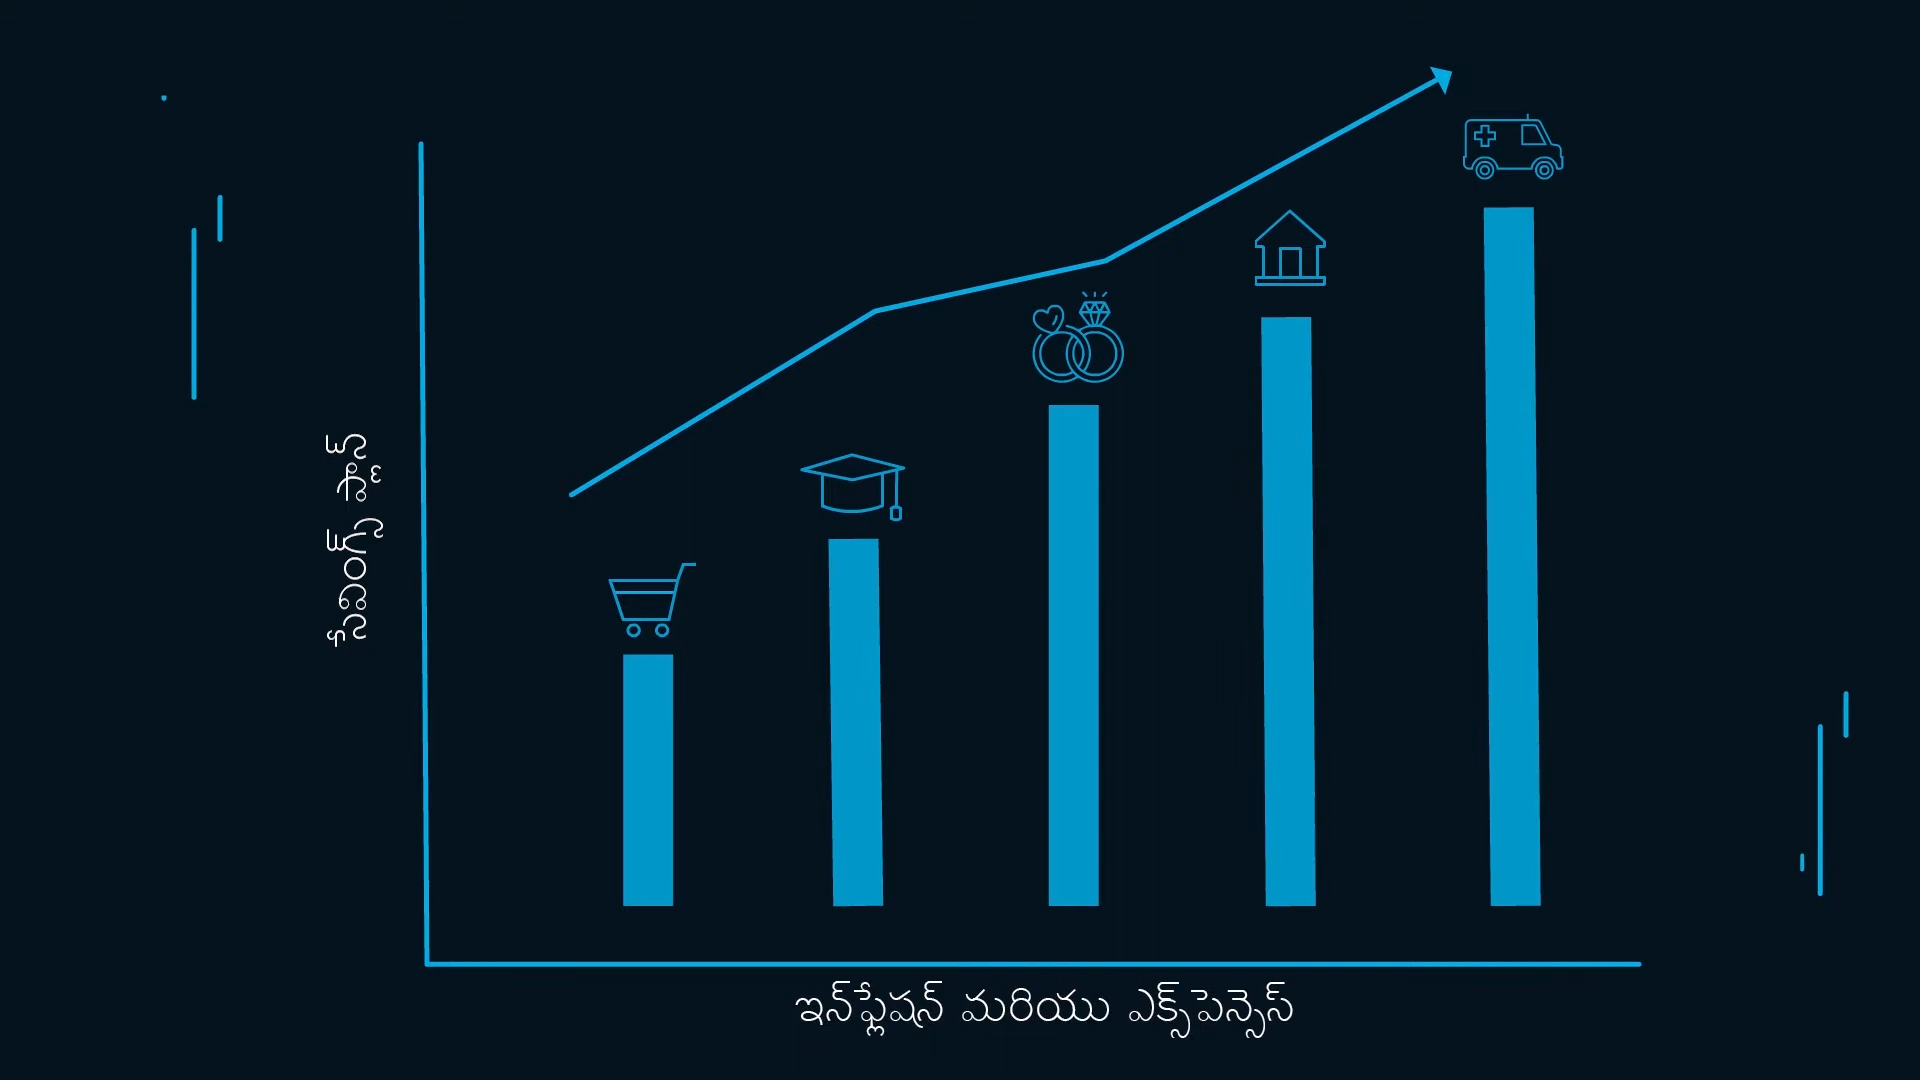 సేవింగ్స్ ప్లాన్
ఇన్‌ఫ్లేషన్ మరియు ఎక్స్‌పెన్సెస్